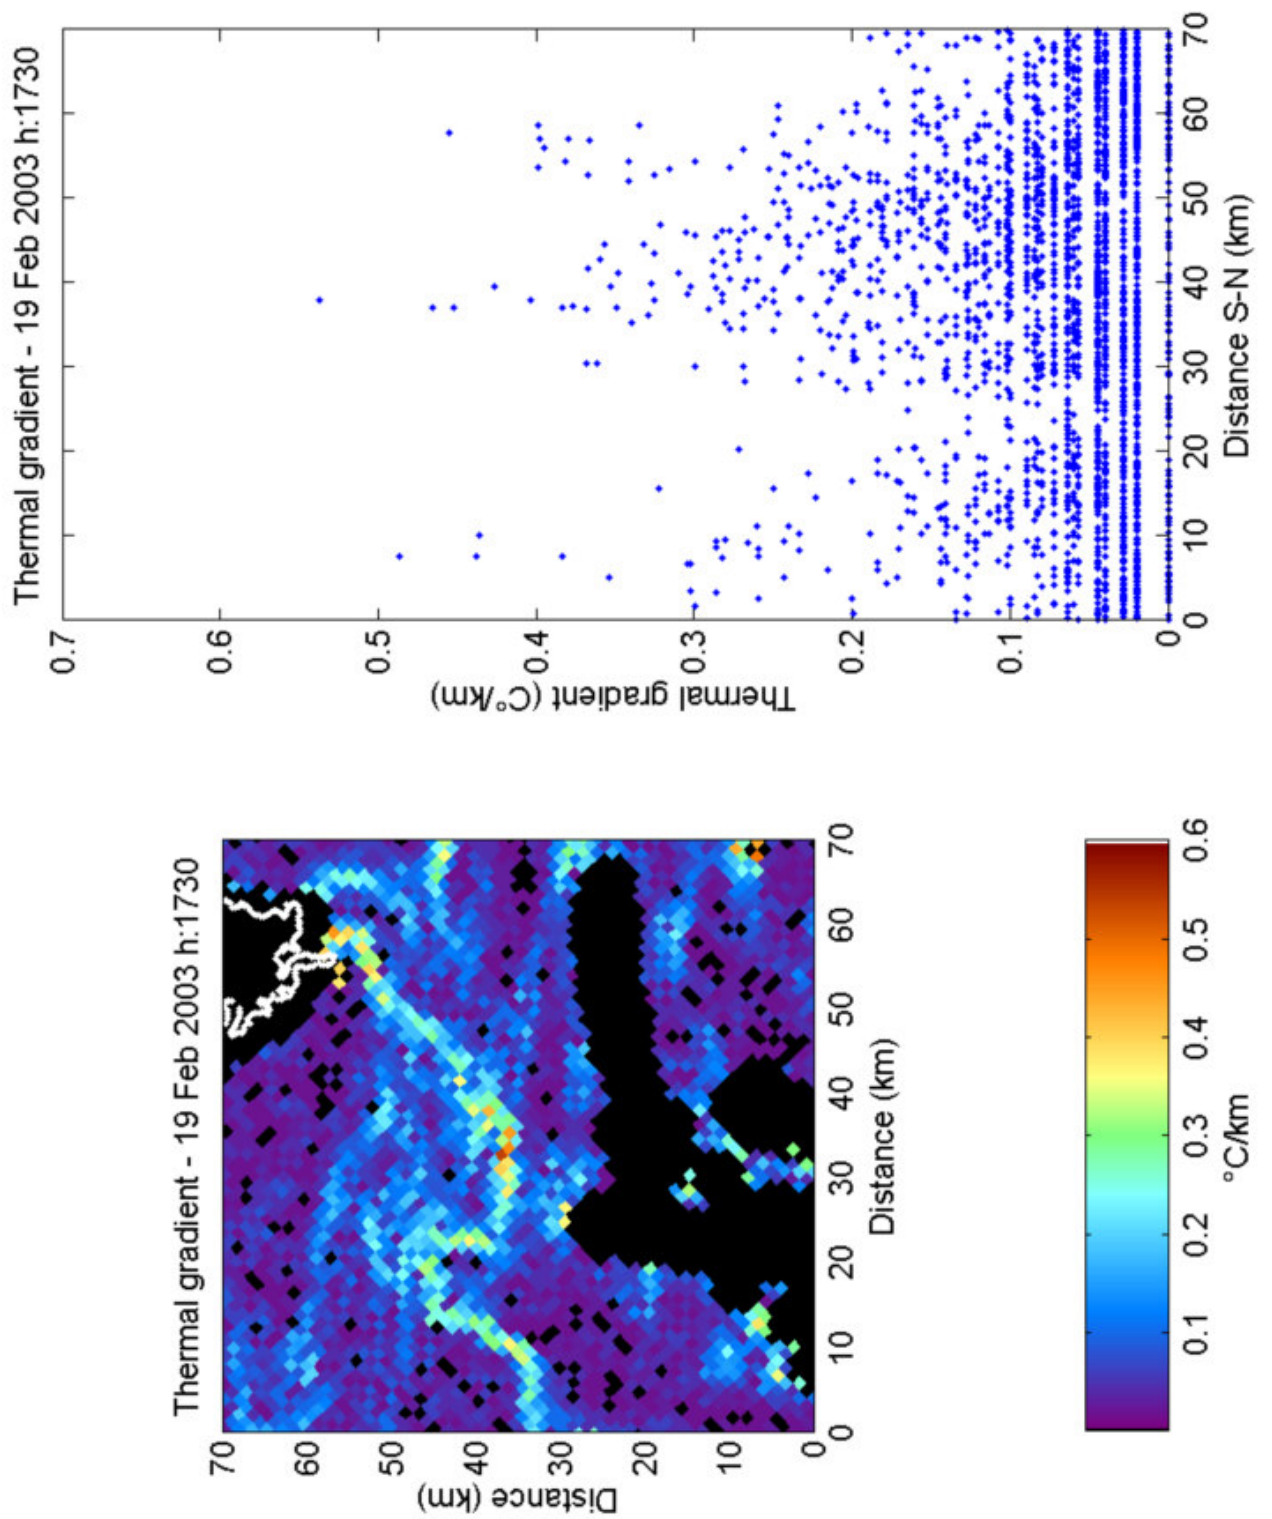 Thermal gradient - 19 Feb 2003 h:1730
Distance (km)
70
60
50
40
30
20
10
0
0 10 20 30 40 50 60 70
Distance (km)
0.1 0.2 0.3 0.4 0.5 0.6
°C/km
Thermal gradient - 19 Feb 2003 h:1730
Thermal gradient (C°/km)
0.7
0.6
0.5
0.4
0.3
0.2
0.1
0
0 10 20 30 40 50 60 70
Distance S-N (km)